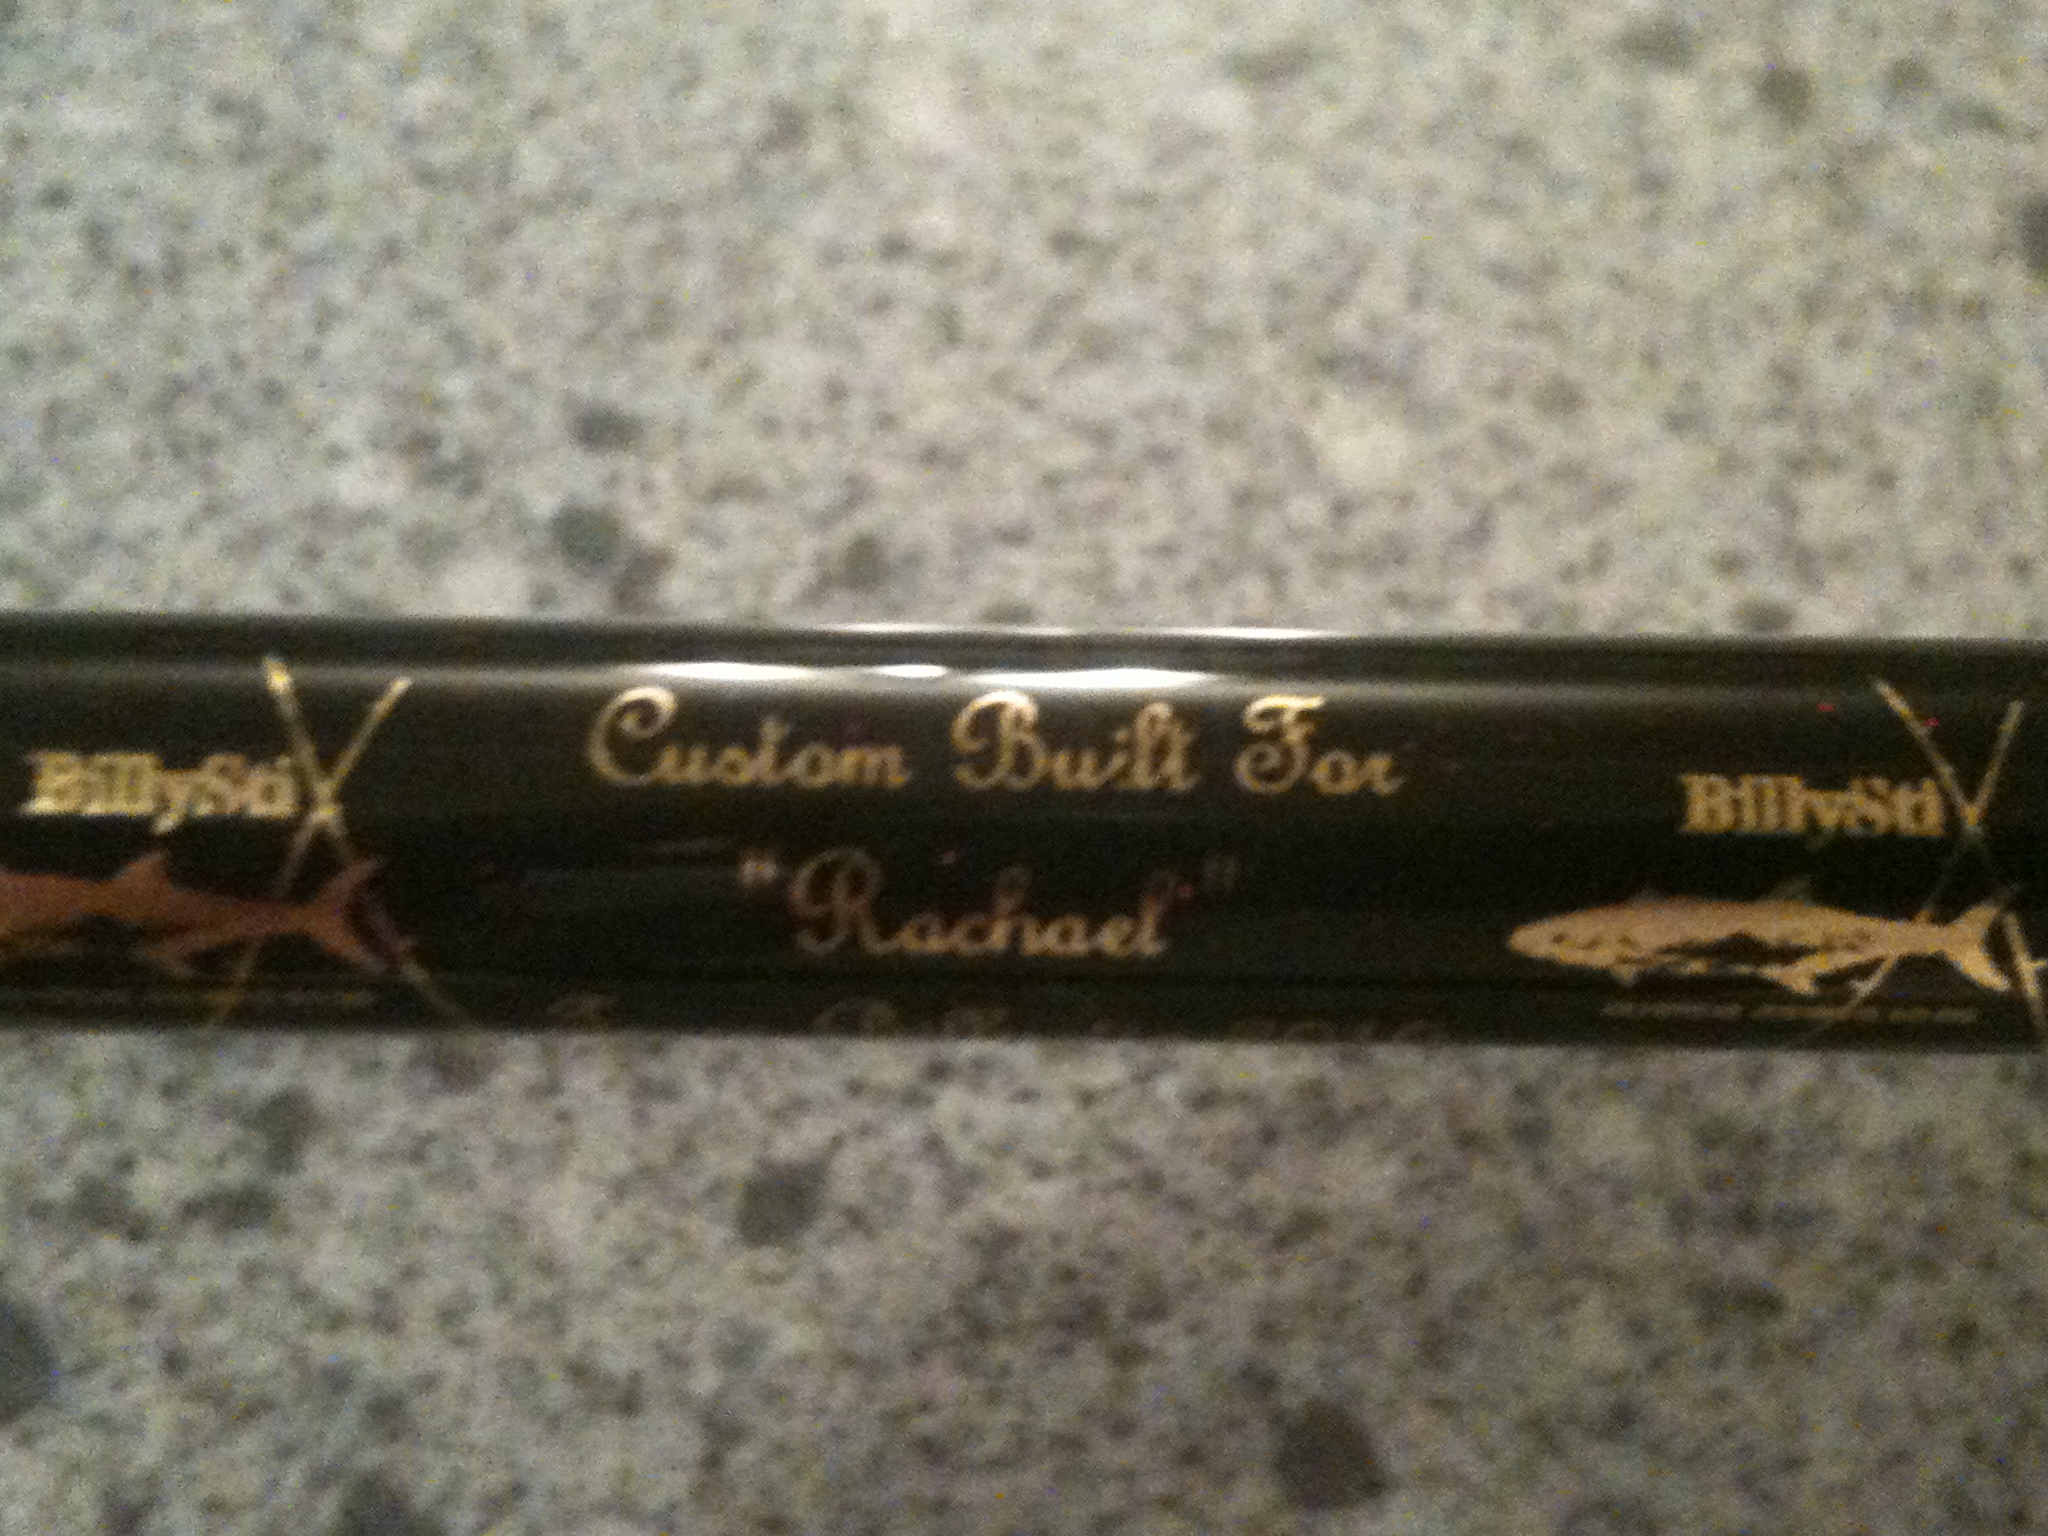 BillyStix
Custom Built For
"Rachael"
BillyStix